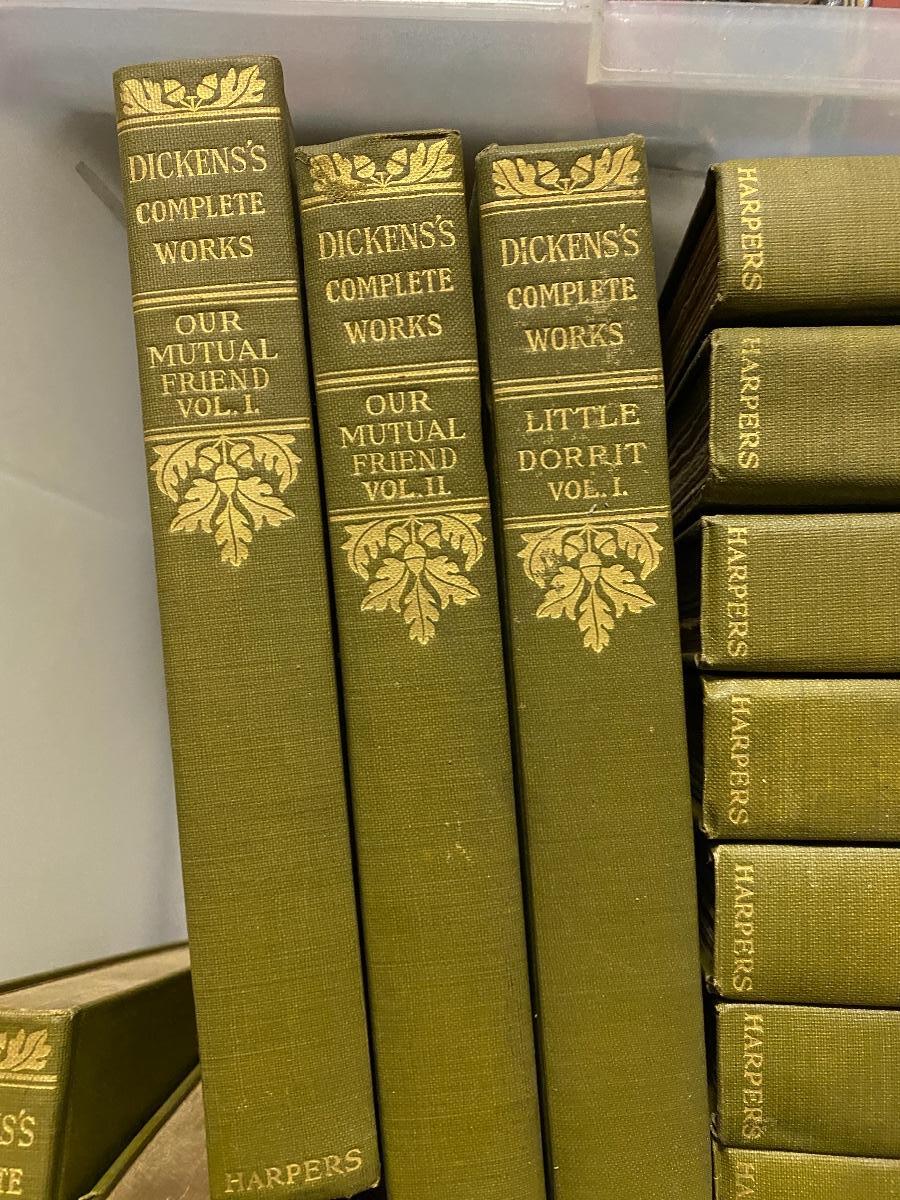 DICKENS'S
COMPLETE
WORKS
OUR
MUTUAL
FRIEND
VOL. I.
HARPERS
DICKENS'S
COMPLETE
WORKS
OUR
MUTUAL
FRIEND
VOL. II.
DICKENS'S
COMPLETE
WORKS
LITTLE
DORRIT
VOL. I.
HARPERS
HARPERS
HARPERS
HARPERS
HARPERS
HARPERS